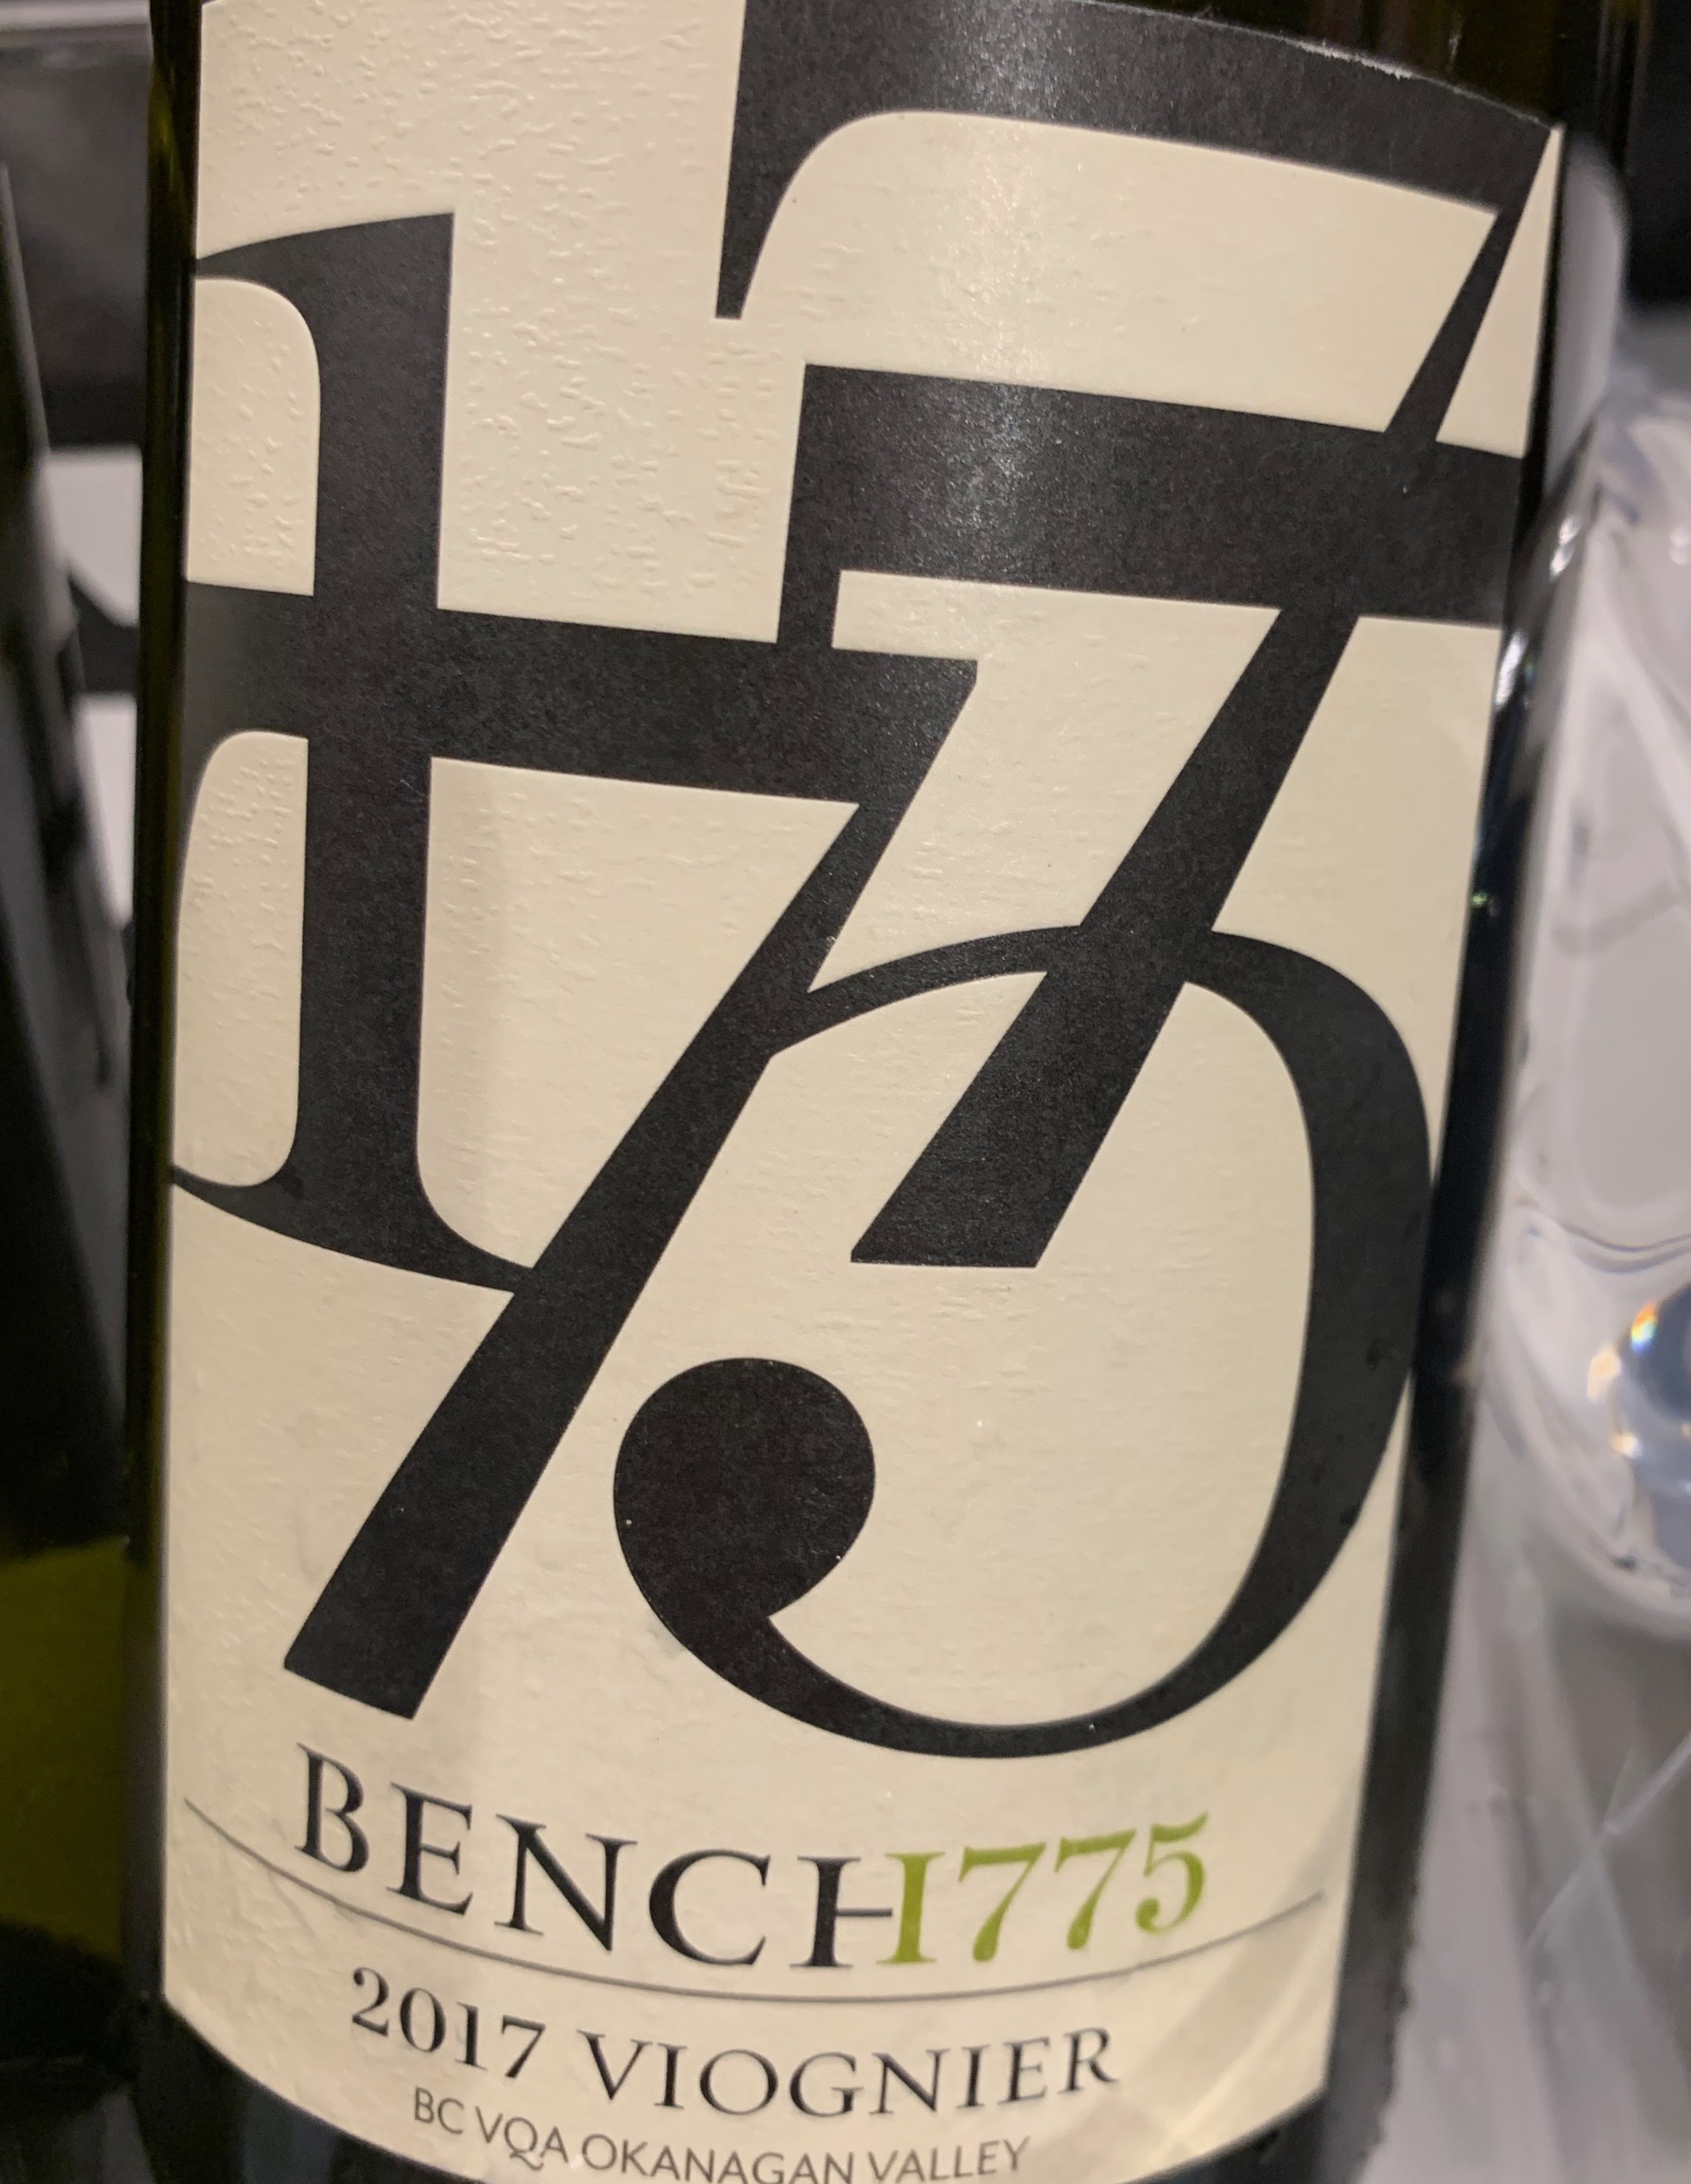 1775
BENCH1775
2017 VIOGNIER
BC VQA OKANAGAN VALLEY